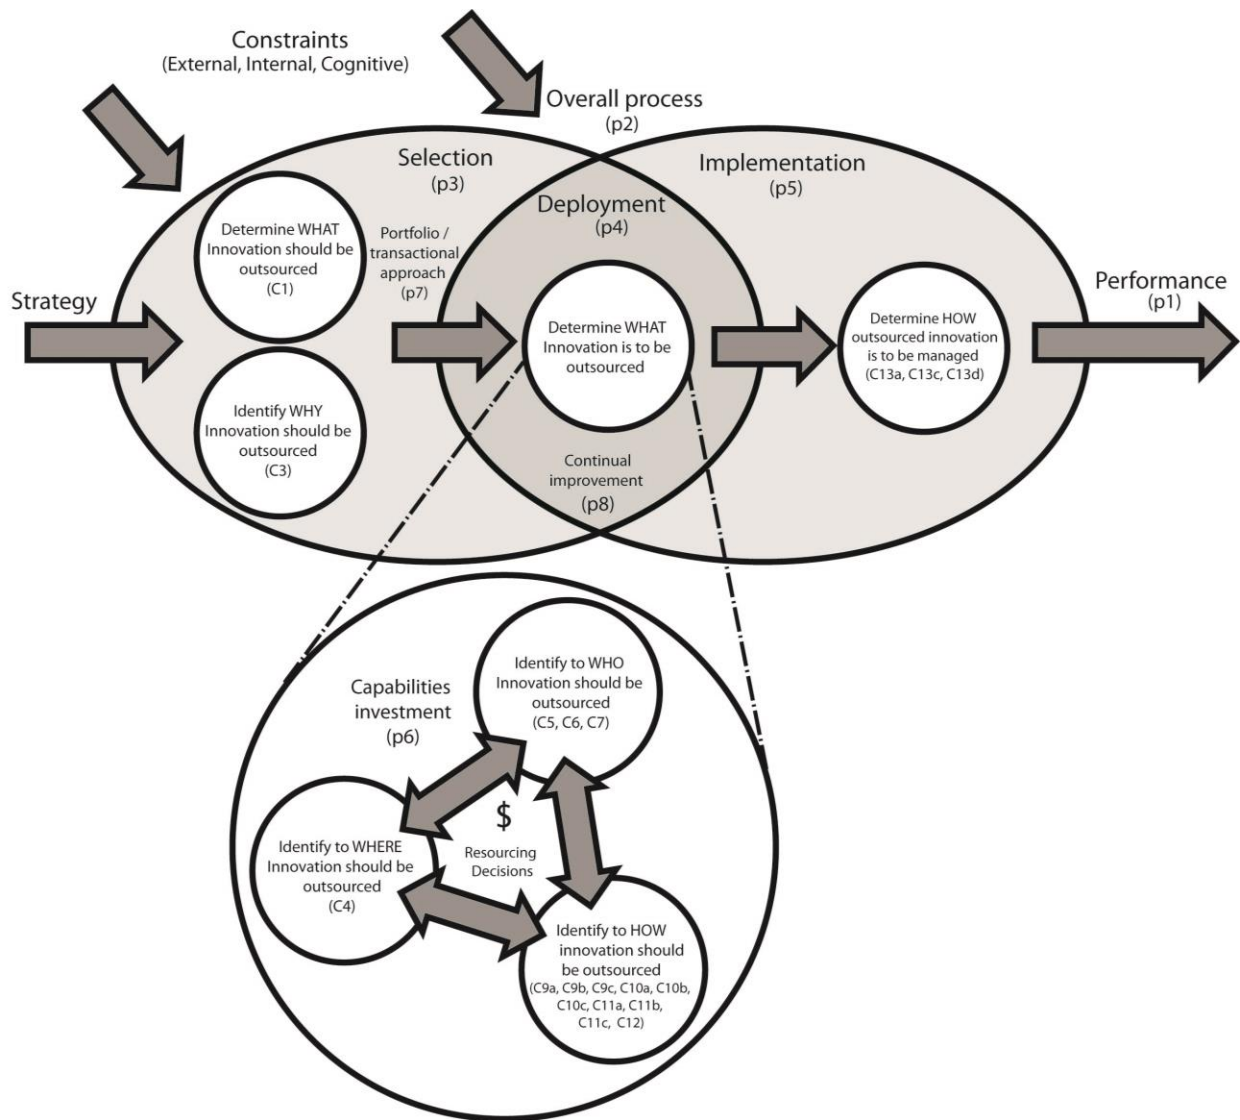 Constraints
(External, Internal, Cognitive)
Overall process
(p2)
Selection
(p3)
Implementation
(p5)
Deployment
(p4)
Determine WHAT
Innovation should be
outsourced
(C1)
Portfolio /
transactional
approach
(p7)
Strategy
Determine WHAT
Innovation is to be
outsourced
Determine HOW
outsourced innovation
is to be managed
(C13a, C13c, C13d)
Performance
(p1)
Identify WHY
Innovation should be
outsourced
(C3)
Continual
improvement
(p8)
Identify to WHO
Innovation should be
outsourced
(C5, C6, C7)
Capabilities
investment
(p6)
$
Resourcing
Decisions
Identify to WHERE
Innovation should be
outsourced
(C4)
Identify to HOW
innovation should
be outsourced
(C9a, C9b, C9c, C10a, C10b,
C10c, C11a, C11b,
C11c, C12)